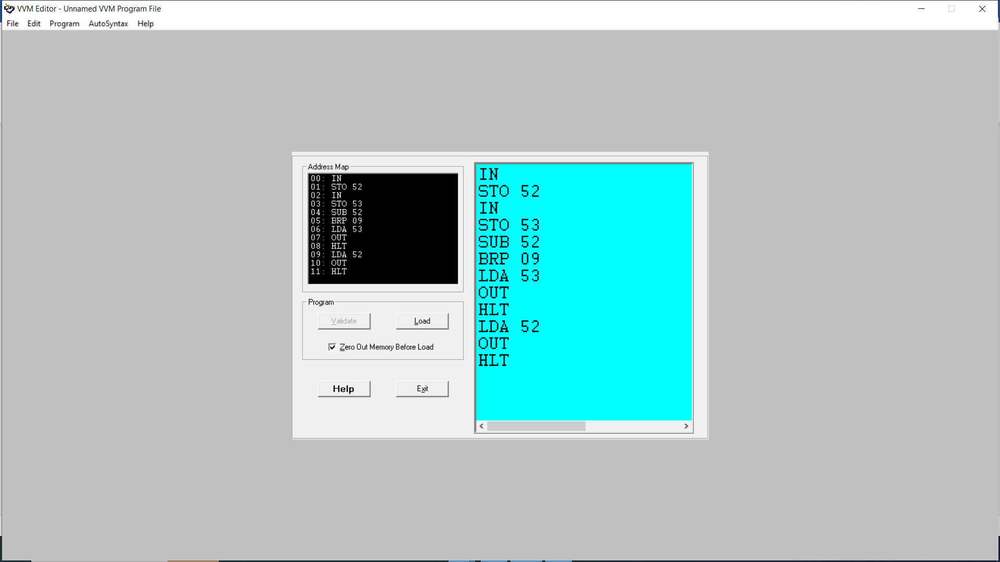 VVM Editor - Unnamed VVM Program File
File Edit Program AutoSyntax Help
Address Map
00: IN
01: STO 52
02: IN
03: STO 53
04: SUB 52
05: BRP 09
06: LDA 53
07: OUT
08: HLT
09: LDA 52
10: OUT
11: HLT
Program
Validate Load
Zero Out Memory Before Load
Help Exit
IN
STO 52
IN
STO 53
SUB 52
BRP 09
LDA 53
OUT
HLT
LDA 52
OUT
HLT